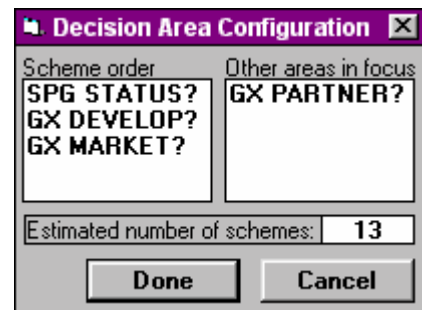 Decision Area Configuration
Scheme order
SPG STATUS?
GX DEVELOP?
GX MARKET?
Other areas in focus
GX PARTNER?
Estimated number of schemes: 13
Done Cancel